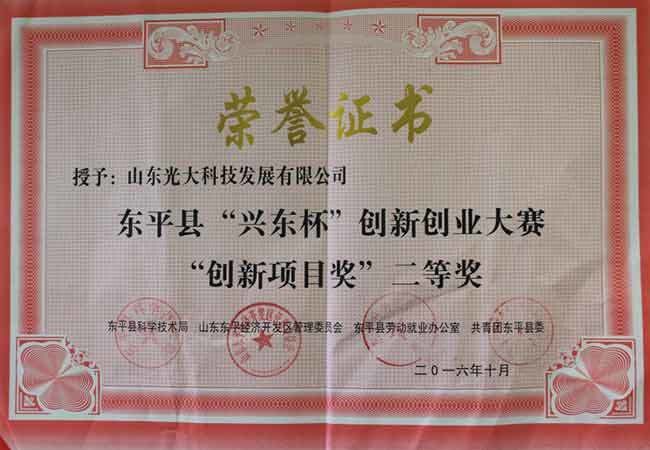 荣誉证书
授予：山东光大科技发展有限公司
东平县“兴东杯”创新创业大赛
“创新项目奖”二等奖
东平县科学技术局 山东东平经济开发区管理委员会 东平县劳动就业办公室 共青团东平县委
二〇一六年十月